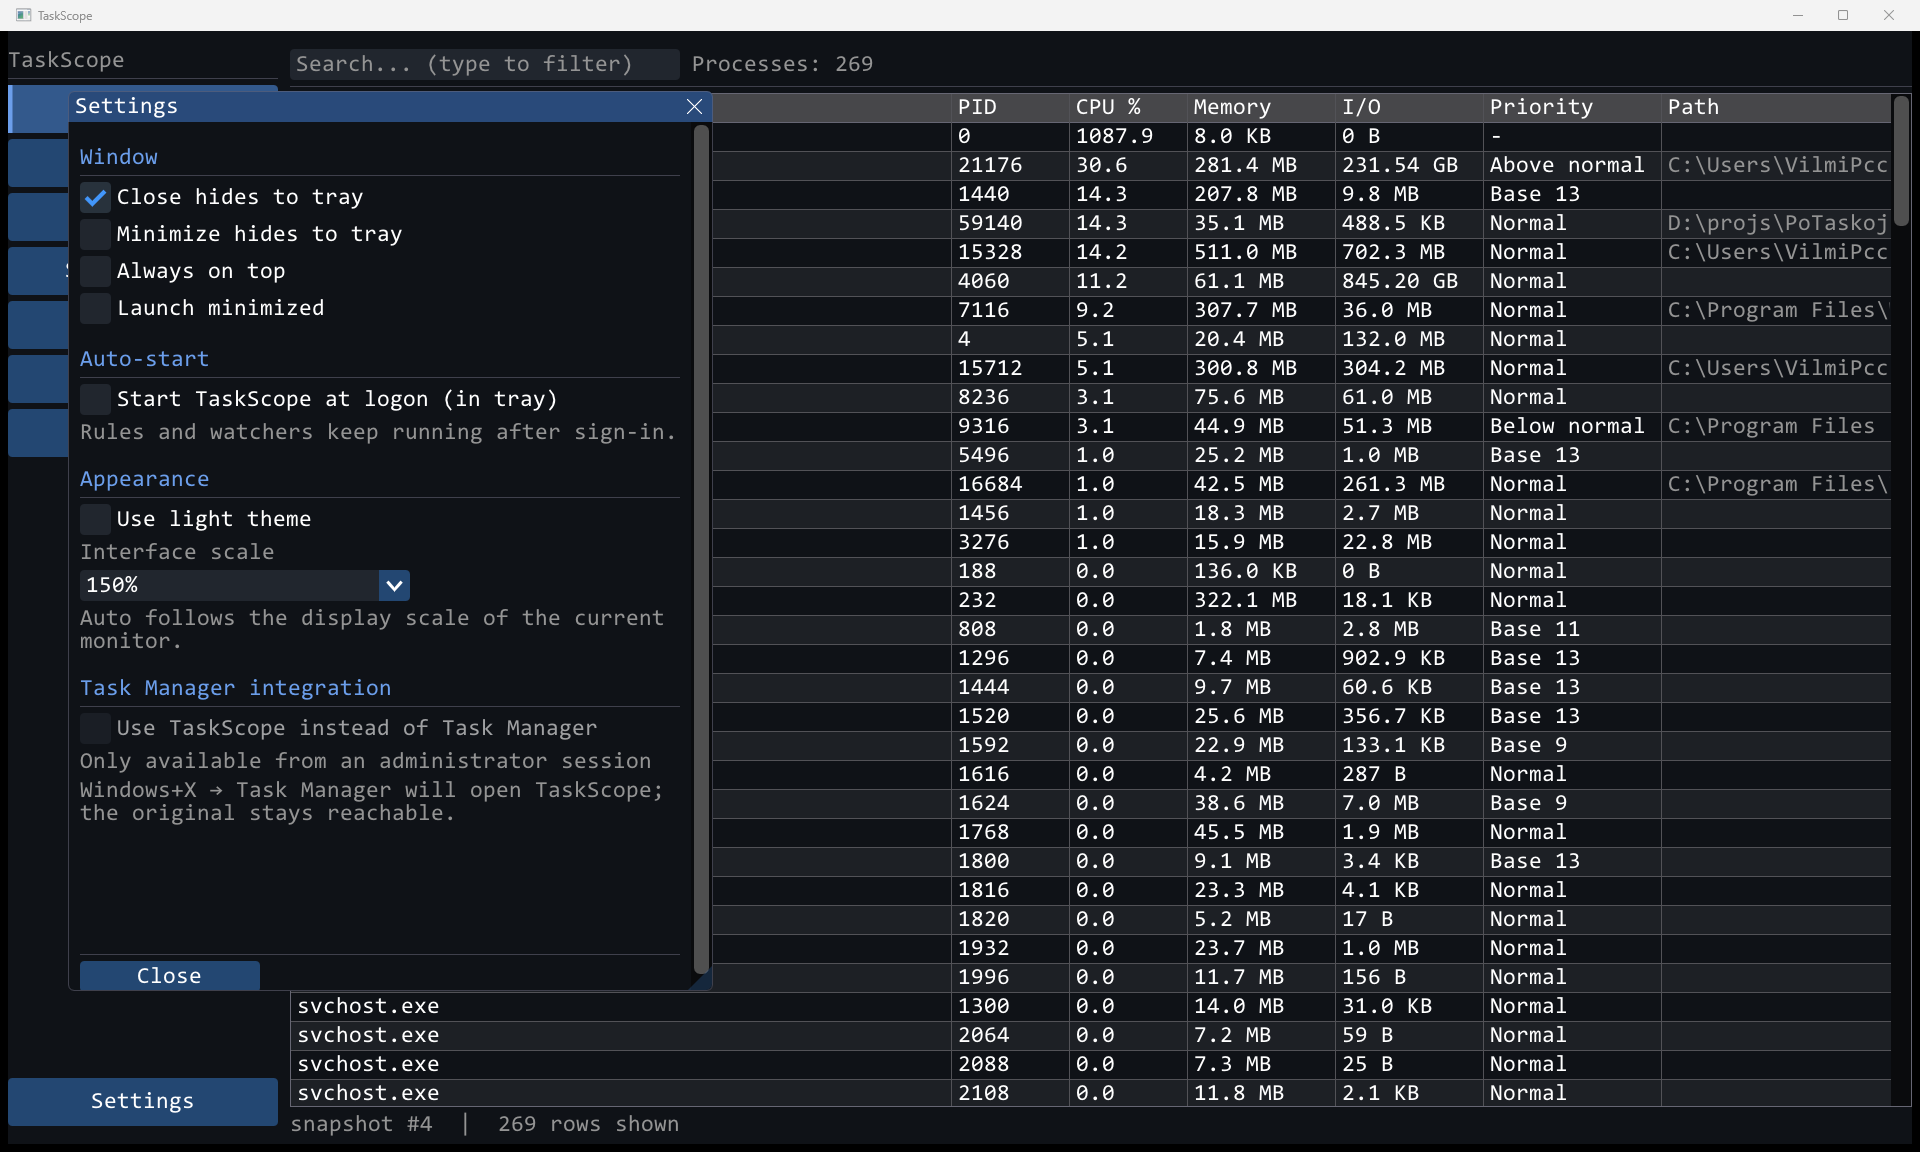 TaskScope
TaskScope
Search... (type to filter) Processes: 269
Settings
Window
Close hides to tray
Minimize hides to tray
Always on top
Launch minimized
Auto-start
Start TaskScope at logon (in tray)
Rules and watchers keep running after sign-in.
Appearance
Use light theme
Interface scale
150%
Auto follows the display scale of the current
monitor.
Task Manager integration
Use TaskScope instead of Task Manager
Only available from an administrator session
Windows+X → Task Manager will open TaskScope;
the original stays reachable.
Close
Settings
PID CPU % Memory I/O Priority Path
0 1087.9 8.0 KB 0 B -
21176 30.6 281.4 MB 231.54 GB Above normal C:\Users\VilmiPcc
1440 14.3 207.8 MB 9.8 MB Base 13
59140 14.3 35.1 MB 488.5 KB Normal D:\projs\PoTaskoj
15328 14.2 511.0 MB 702.3 MB Normal C:\Users\VilmiPcc
4060 11.2 61.1 MB 845.20 GB Normal
7116 9.2 307.7 MB 36.0 MB Normal C:\Program Files\
4 5.1 20.4 MB 132.0 MB Normal
15712 5.1 300.8 MB 304.2 MB Normal C:\Users\VilmiPcc
8236 3.1 75.6 MB 61.0 MB Normal
9316 3.1 44.9 MB 51.3 MB Below normal C:\Program Files
5496 1.0 25.2 MB 1.0 MB Base 13
16684 1.0 42.5 MB 261.3 MB Normal C:\Program Files\
1456 1.0 18.3 MB 2.7 MB Normal
3276 1.0 15.9 MB 22.8 MB Normal
188 0.0 136.0 KB 0 B Normal
232 0.0 322.1 MB 18.1 KB Normal
808 0.0 1.8 MB 2.8 MB Base 11
1296 0.0 7.4 MB 902.9 KB Base 13
1444 0.0 9.7 MB 60.6 KB Base 13
1520 0.0 25.6 MB 356.7 KB Base 13
1592 0.0 22.9 MB 133.1 KB Base 9
1616 0.0 4.2 MB 287 B Normal
1624 0.0 38.6 MB 7.0 MB Base 9
1768 0.0 45.5 MB 1.9 MB Normal
1800 0.0 9.1 MB 3.4 KB Base 13
1816 0.0 23.3 MB 4.1 KB Normal
1820 0.0 5.2 MB 17 B Normal
1932 0.0 23.7 MB 1.0 MB Normal
1996 0.0 11.7 MB 156 B Normal
svchost.exe 1300 0.0 14.0 MB 31.0 KB Normal
svchost.exe 2064 0.0 7.2 MB 59 B Normal
svchost.exe 2088 0.0 7.3 MB 25 B Normal
svchost.exe 2108 0.0 11.8 MB 2.1 KB Normal
snapshot #4 | 269 rows shown